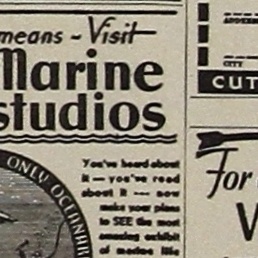 means - Visit
Marine
studios
ONLY OCEANAR
You've heard about
it — you've read
about it --- now
make your plans
to SEE the most
amazing exhibit
of marine life
CITY
CUT
For